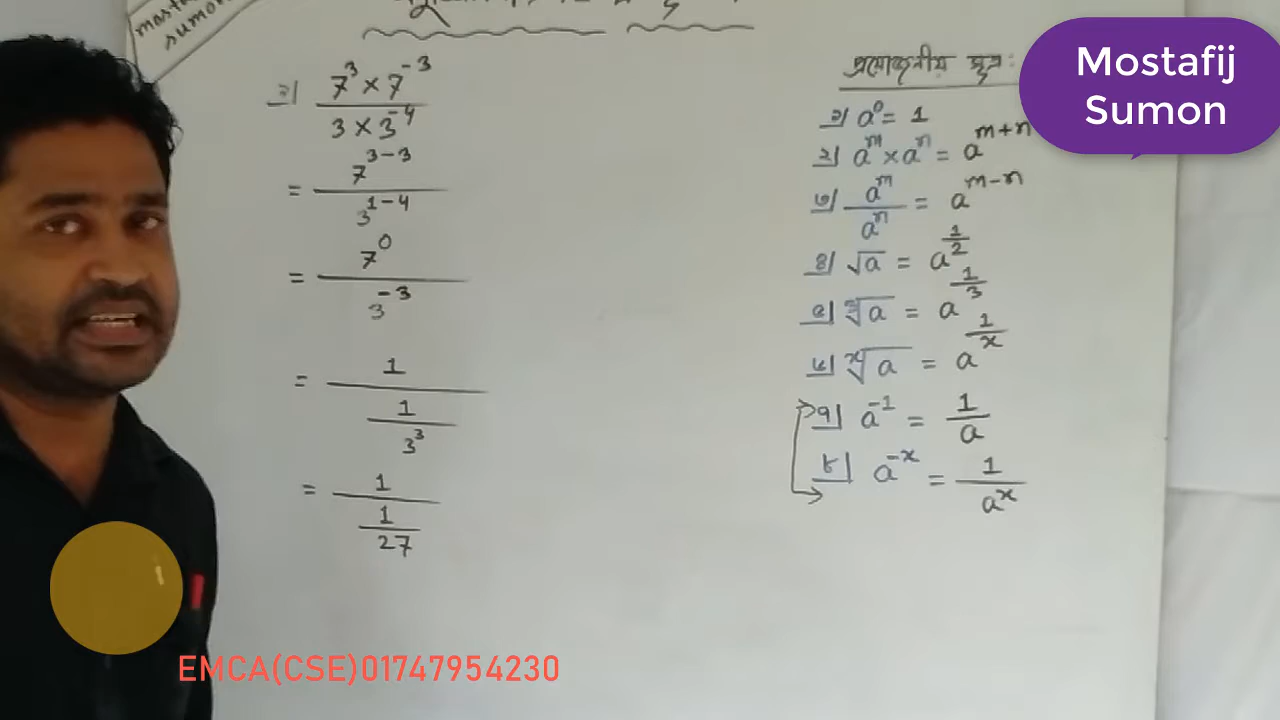 mostafij
sumon
২। 7³ × 7⁻³ / 3 × 3⁻⁴
= 7³⁻³ / 3¹⁻⁴
= 7⁰ / 3⁻³
= 1 / (1 / 3³)
= 1 / (1 / 27)
প্রয়োজনীয় সূত্র:
১। a⁰ = 1
২। aᵐ × aⁿ = aᵐ⁺ⁿ
৩। aᵐ / aⁿ = aᵐ⁻ⁿ
৪। √a = a^(1/2)
৫। ∛a = a^(1/3)
৬। ˣ√a = a^(1/x)
৭। a⁻¹ = 1 / a
৮। a⁻ˣ = 1 / aˣ
Mostafij
Sumon
EMCA(CSE)01747954230